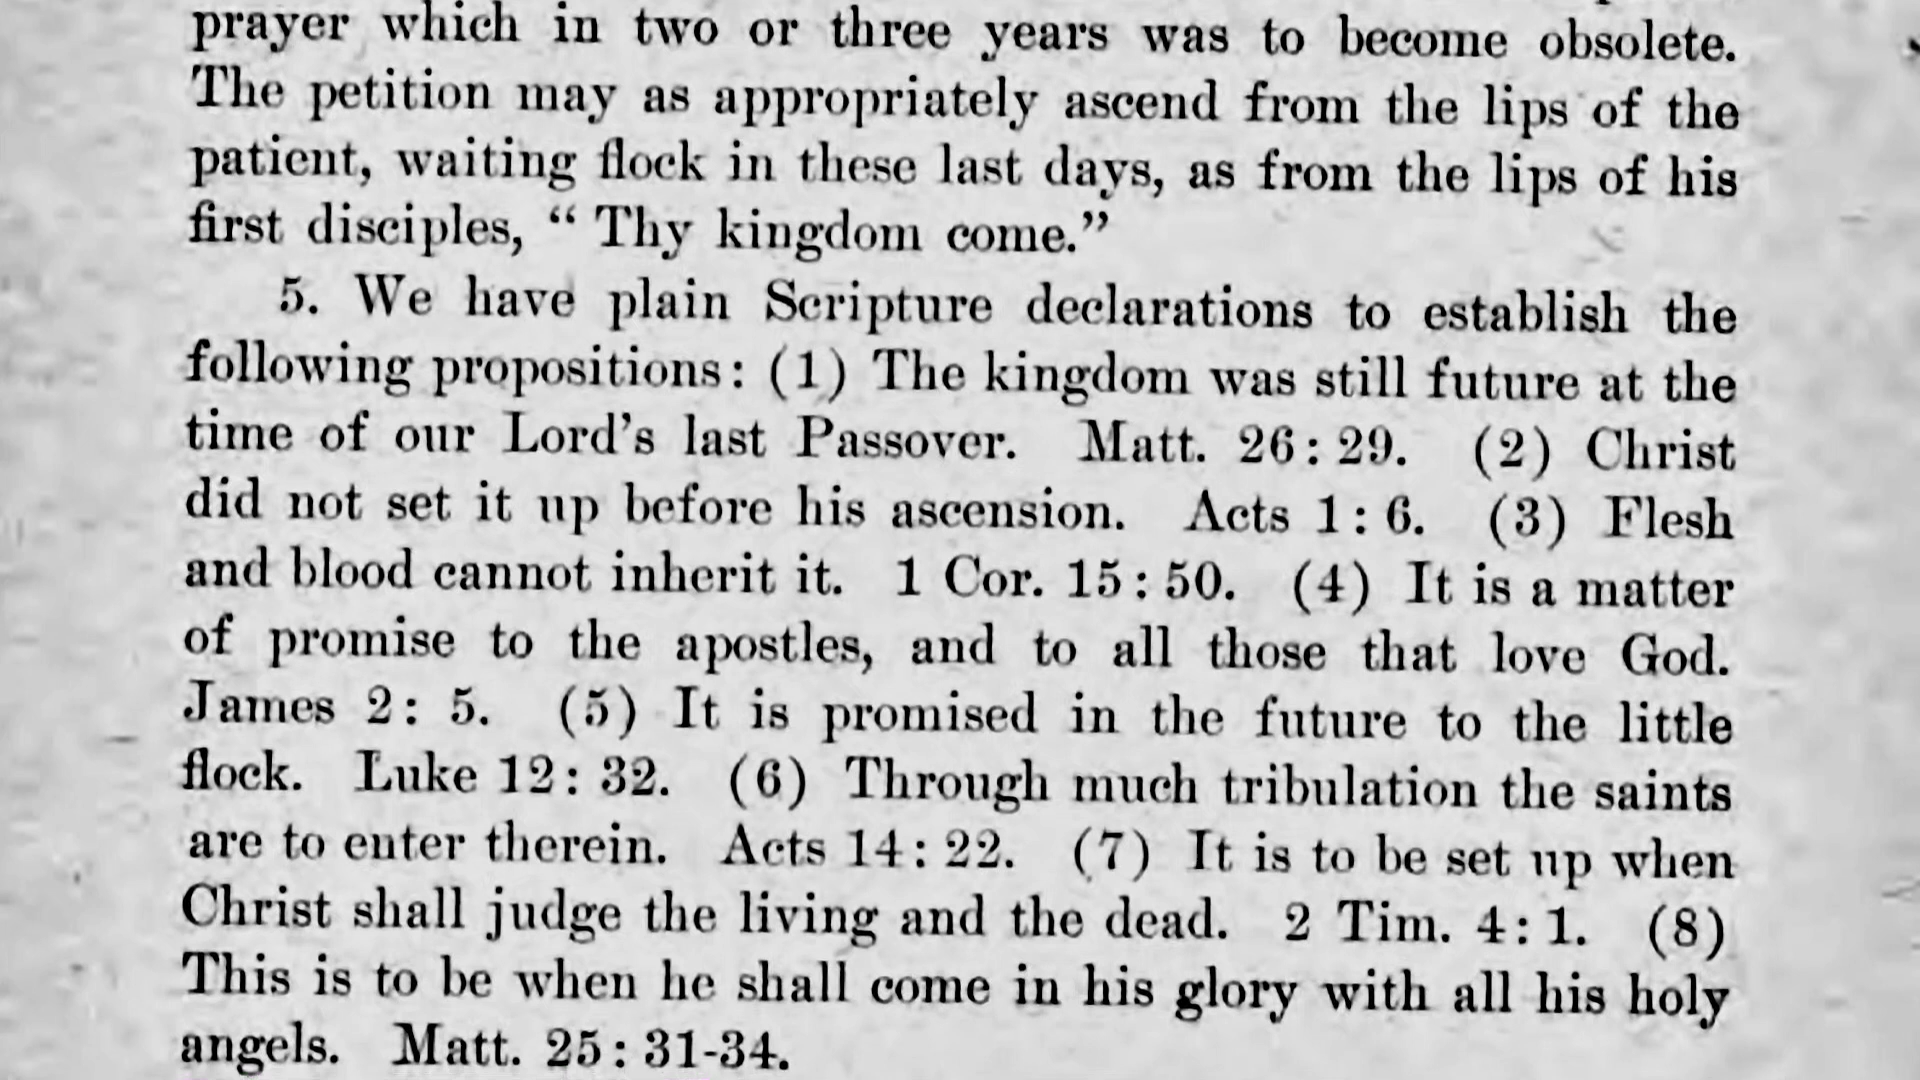 prayer which in two or three years was to become obsolete.
The petition may as appropriately ascend from the lips of the
patient, waiting flock in these last days, as from the lips of his
first disciples, “ Thy kingdom come.”
5. We have plain Scripture declarations to establish the
following propositions: (1) The kingdom was still future at the
time of our Lord’s last Passover. Matt. 26: 29. (2) Christ
did not set it up before his ascension. Acts 1: 6. (3) Flesh
and blood cannot inherit it. 1 Cor. 15: 50. (4) It is a matter
of promise to the apostles, and to all those that love God.
James 2: 5. (5) It is promised in the future to the little
flock. Luke 12: 32. (6) Through much tribulation the saints
are to enter therein. Acts 14: 22. (7) It is to be set up when
Christ shall judge the living and the dead. 2 Tim. 4: 1. (8)
This is to be when he shall come in his glory with all his holy
angels. Matt. 25: 31-34.